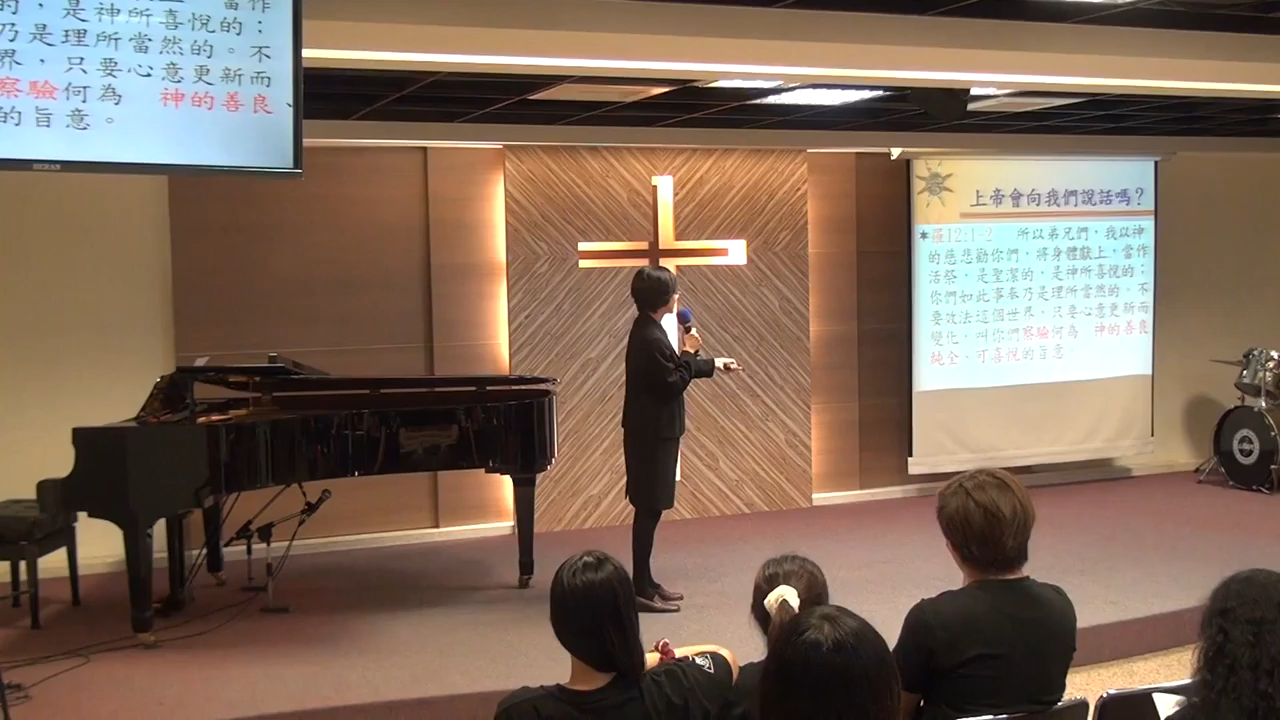 的，是神所喜悅的；
乃是理所當然的。不
界，只要心意更新而
察驗何為　神的善良、
的旨意。
上帝會向我們說話嗎？
羅12:1-2　所以弟兄們，我以神
的慈悲勸你們，將身體獻上，當作
活祭，是聖潔的，是神所喜悅的；
你們如此事奉乃是理所當然的。不
要效法這個世界，只要心意更新而
變化，叫你們察驗何為　神的善良
純全、可喜悅的旨意